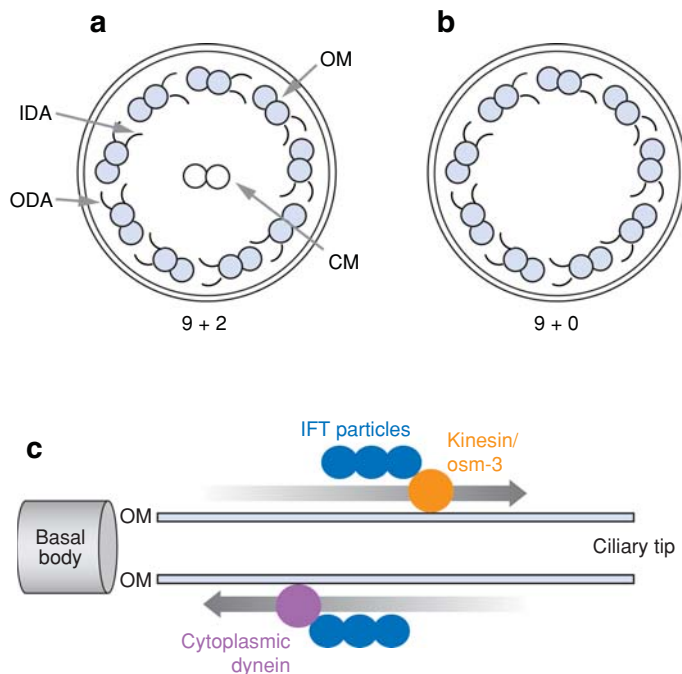 a
b
OM
IDA
ODA
CM
9 + 2
9 + 0
c
IFT particles
Kinesin/
osm-3
OM
Basal
body
Ciliary tip
OM
Cytoplasmic
dynein